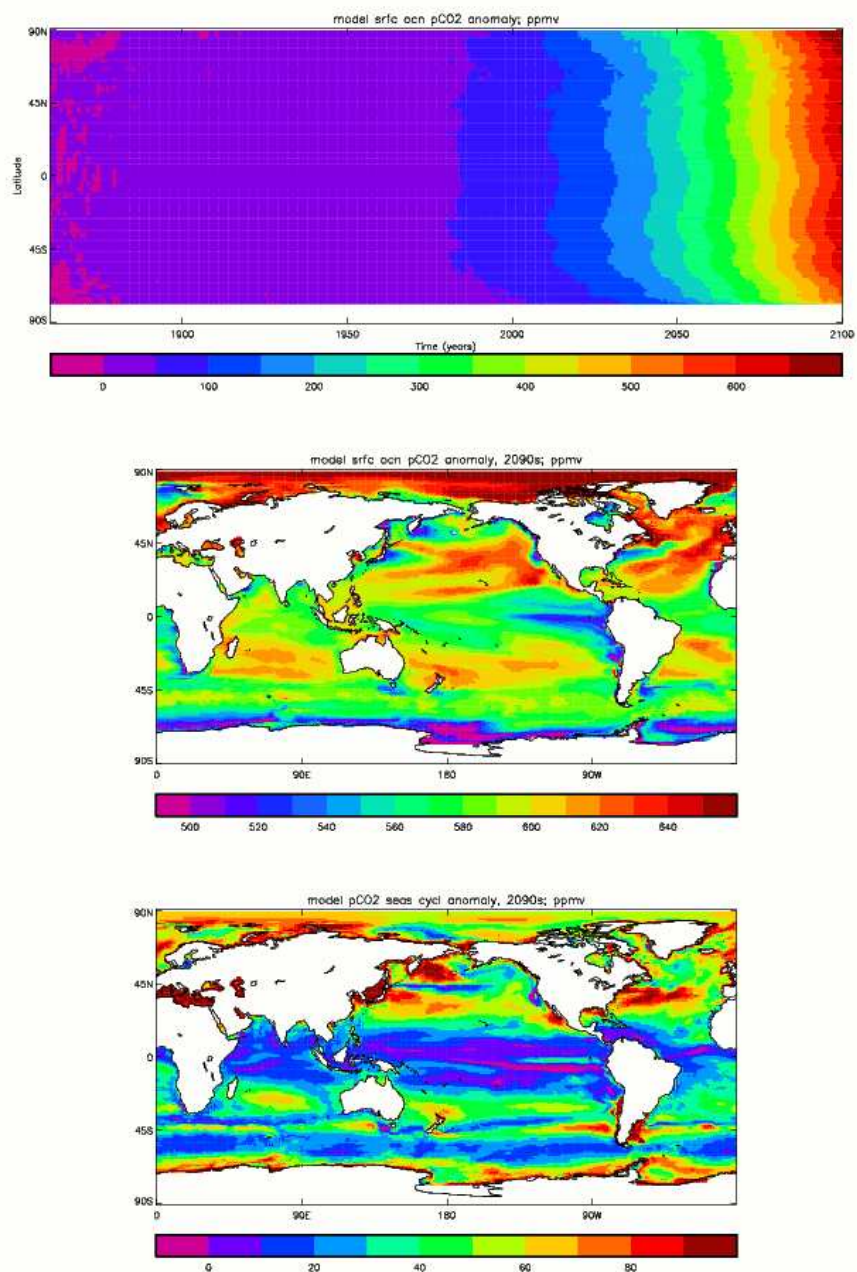 model srfc ocn pCO2 anomaly; ppmv
90N
45N
0
45S
90S
Latitude
1900 1950 2000 2050 2100
Time (years)
0 100 200 300 400 500 600
model srfc ocn pCO2 anomaly, 2090s; ppmv
90N
45N
0
45S
90S
0 90E 180 90W
500 520 540 560 580 600 620 640
model pCO2 seas cycl anomaly, 2090s; ppmv
90N
45N
0
45S
90S
0 90E 180 90W
0 20 40 60 80